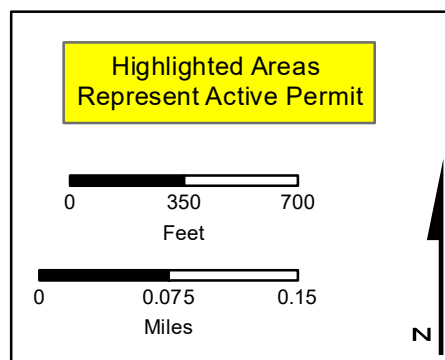 Highlighted Areas
Represent Active Permit
0 350 700
Feet
0 0.075 0.15
Miles
N